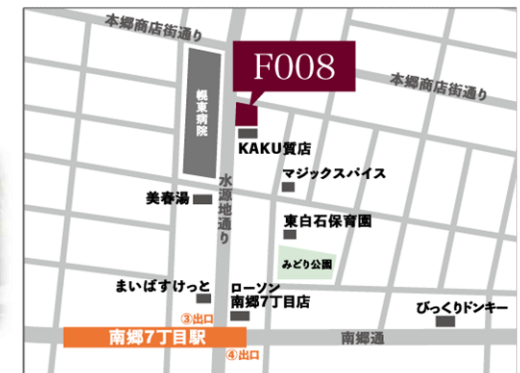 本郷商店街通り
F008
本郷商店街通り
幌東病院
KAKU質店
マジックスパイス
水源地通り
美春湯
東白石保育園
みどり公園
まいばすけっと
ローソン
南郷7丁目店
びっくりドンキー
③出口
南郷7丁目駅
南郷通
④出口